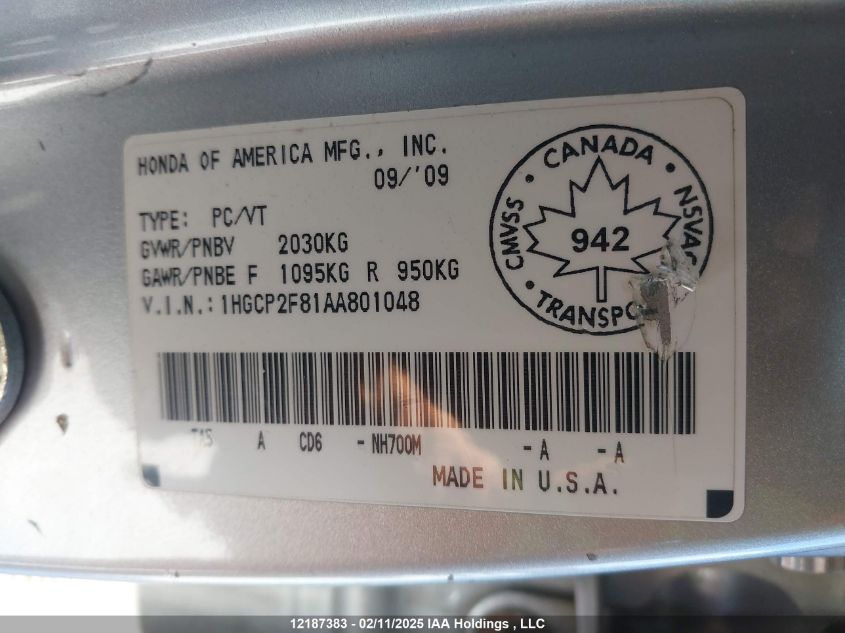 HONDA OF AMERICA MFG., INC.
09/'09
TYPE: PC/VT
GVWR/PNBV 2030KG
GAWR/PNBE F 1095KG R 950KG
V.I.N.:1HGCP2F81AA801048
CANADA
CMVSS
NSVAC
942
A CD6 -NH700M -A -A
MADE IN U.S.A.
12187383 - 02/11/2025 IAA Holdings , LLC